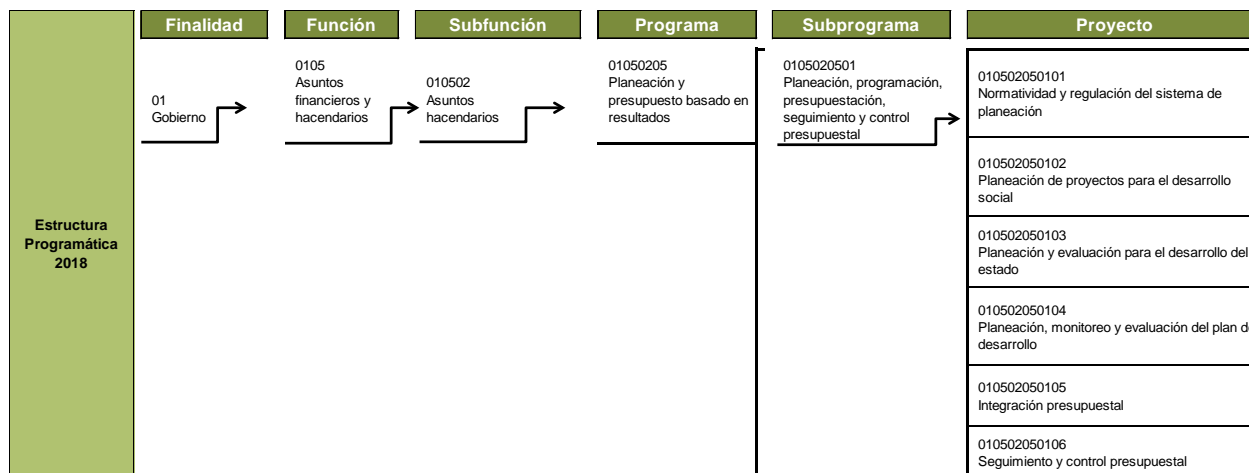 Finalidad
Función
Subfunción
Programa
Subprograma
Proyecto
Estructura
Programática
2018
01
Gobierno
0105
Asuntos
financieros y
hacendarios
010502
Asuntos
hacendarios
01050205
Planeación y
presupuesto basado en
resultados
0105020501
Planeación, programación,
presupuestación,
seguimiento y control
presupuestal
010502050101
Normatividad y regulación del sistema de
planeación
010502050102
Planeación de proyectos para el desarrollo
social
010502050103
Planeación y evaluación para el desarrollo del
estado
010502050104
Planeación, monitoreo y evaluación del plan
desarrollo
010502050105
Integración presupuestal
010502050106
Seguimiento y control presupuestal